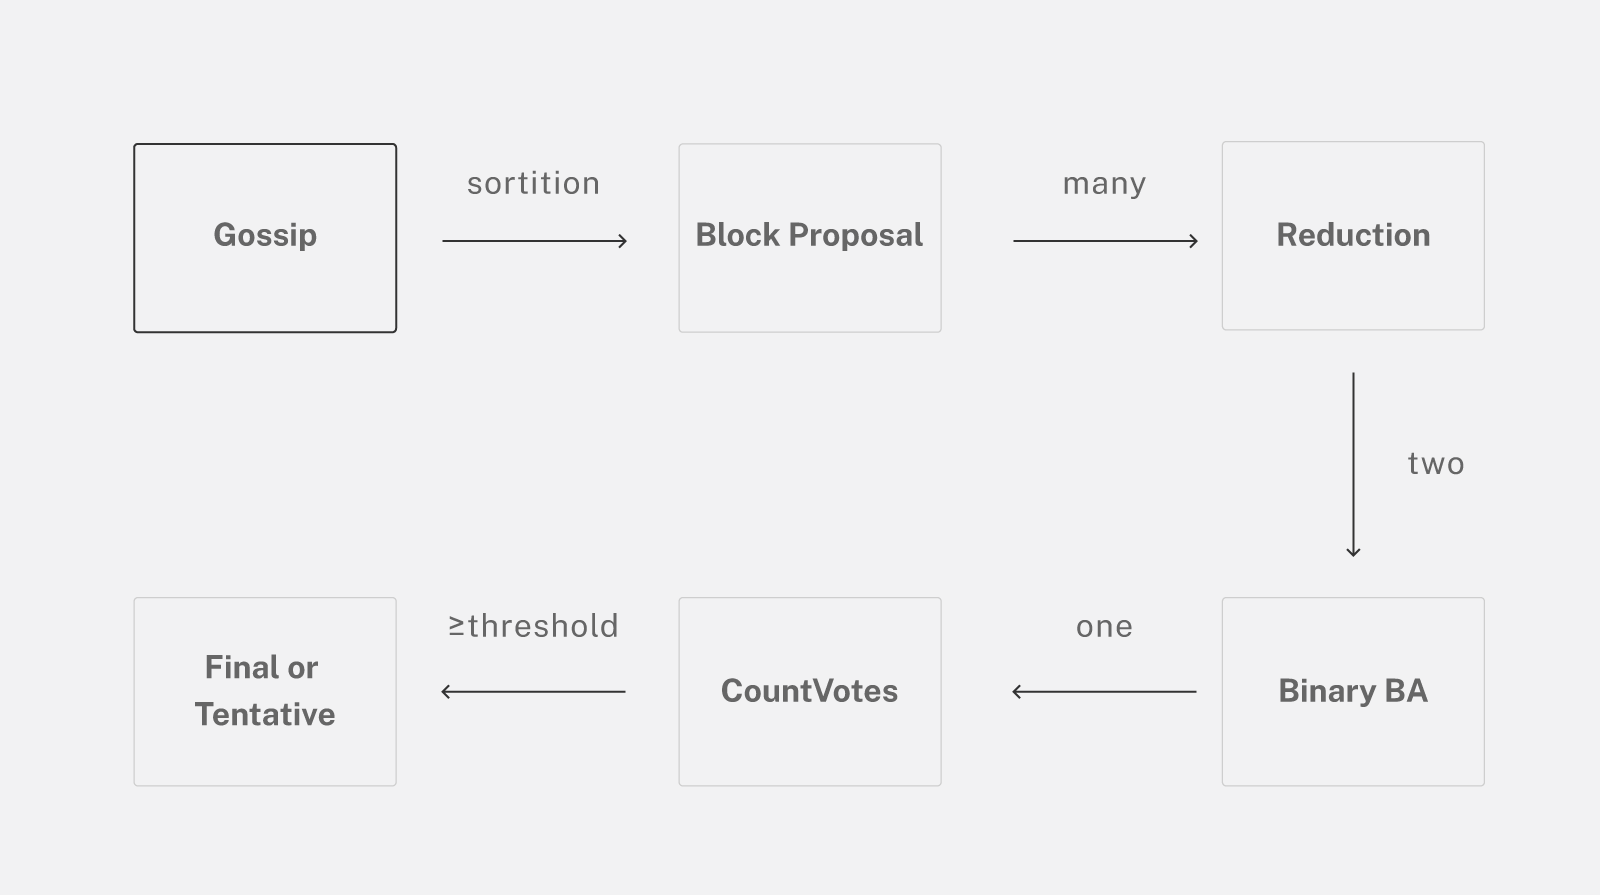 Gossip
sortition
Block Proposal
many
Reduction
two
Binary BA
one
CountVotes
≥threshold
Final or
Tentative